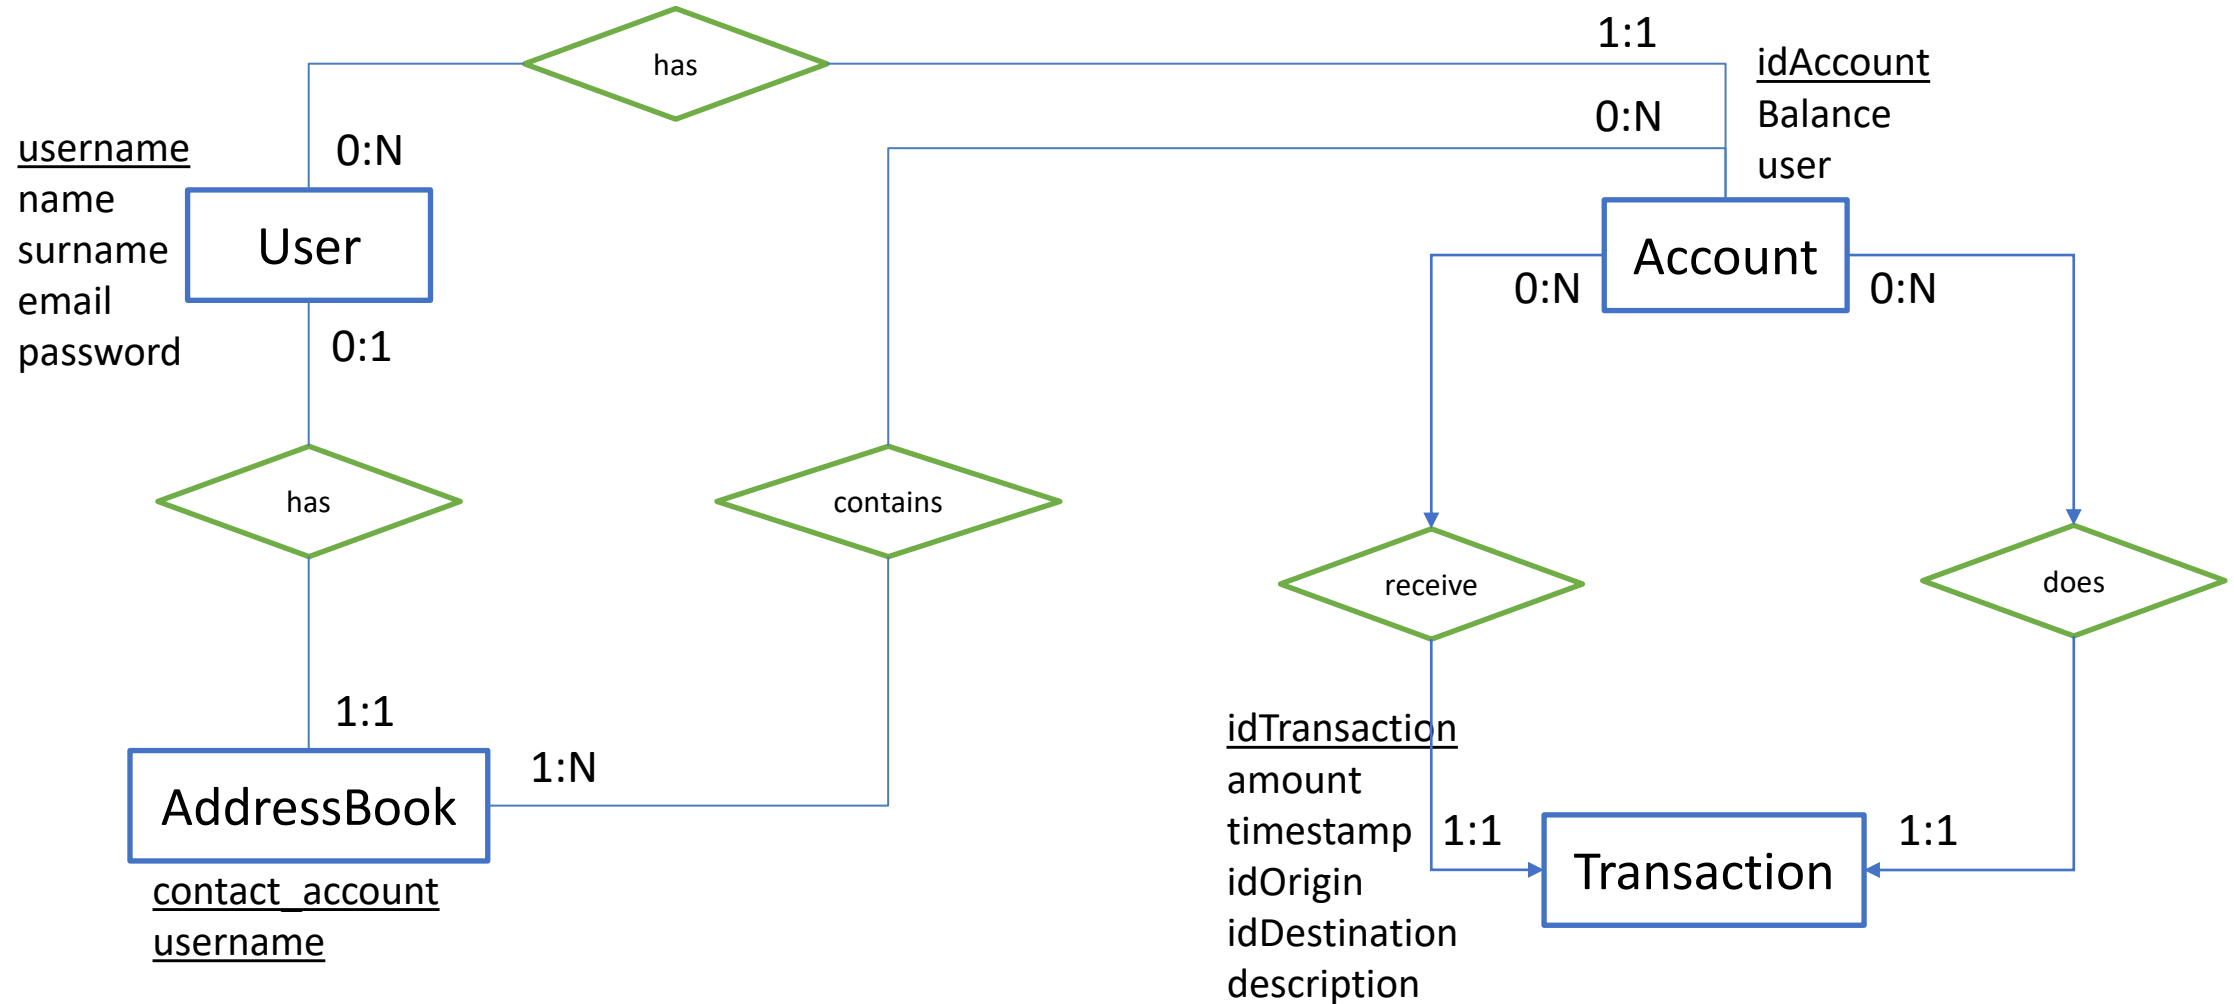 has
1:1
0:N
idAccount
Balance
user
username
name
surname
email
password
0:N
User
0:1
Account
0:N
0:N
has
contains
receive
does
1:1
AddressBook
1:N
contact_account
username
idTransaction
amount
timestamp
idOrigin
idDestination
description
1:1
Transaction
1:1